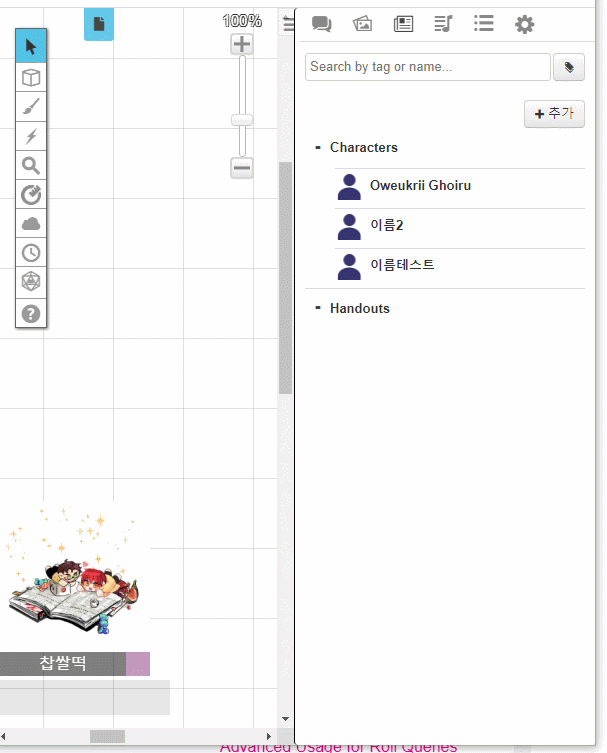 100%
Search by tag or name...
+ 추가
- Characters
Oweukrii Ghoiru
이름2
이름테스트
- Handouts
찹쌀떡
Advanced Usage for Roll Queries